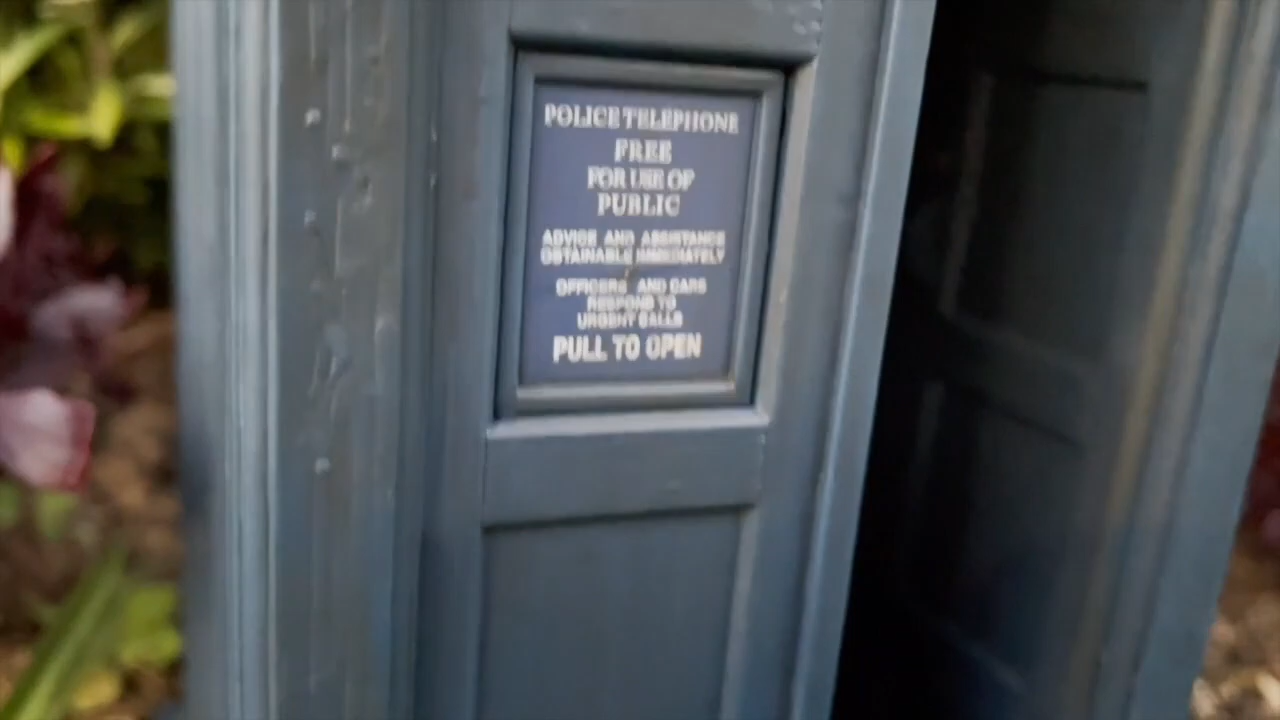 POLICE TELEPHONE
FREE
FOR USE OF
PUBLIC
ADVICE AND ASSISTANCE
OBTAINABLE IMMEDIATELY
OFFICERS AND CARS
RESPOND TO
URGENT CALLS
PULL TO OPEN